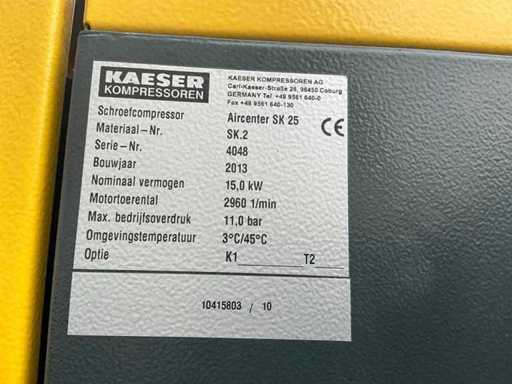 KAESER
KOMPRESSOREN
KAESER KOMPRESSOREN AG
Carl-Kaeser-Straße 26, 96450 Coburg
GERMANY Tel. +49 9561 640-0
Fax +49 9561 640-130
Schroefcompressor Aircenter SK 25
CE
Materiaal-Nr. SK.2
Serie-Nr. 4048
Bouwjaar 2013
Nominaal vermogen 15,0 kW
Motortoerental 2960 1/min
Max. bedrijfsoverdruk 11,0 bar
Omgevingstemperatuur 3°C/45°C
Optie K1________ T2____
10415803 / 10